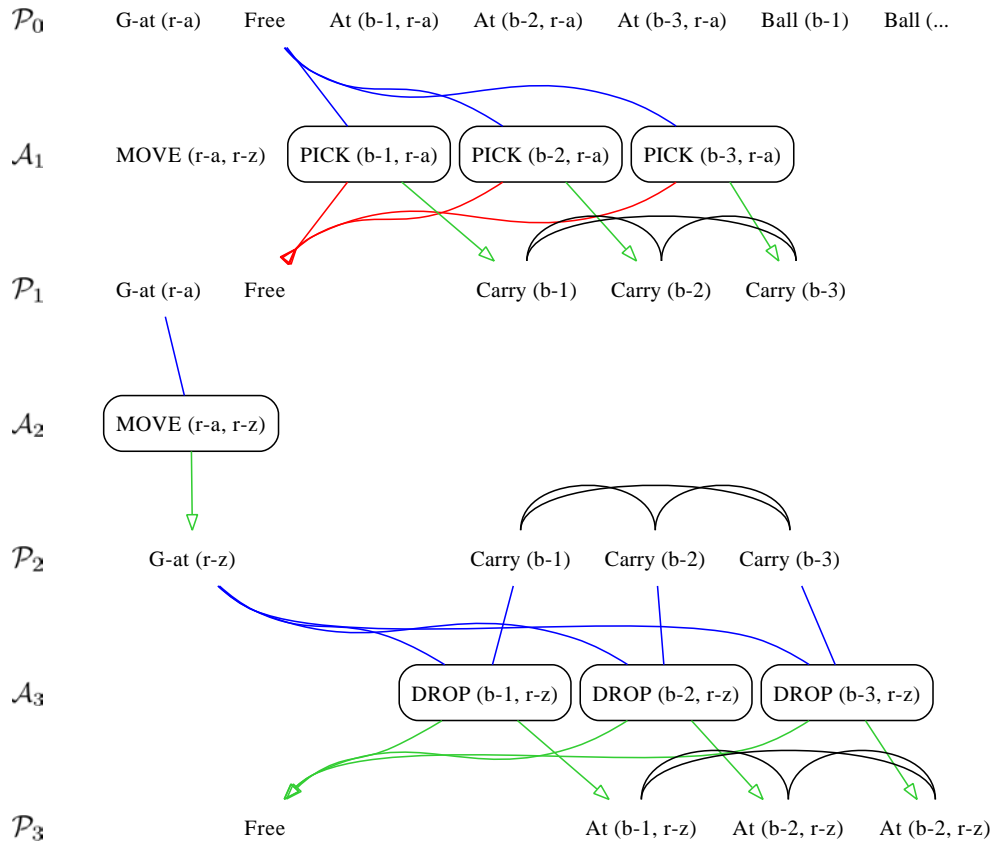 P0 G-at (r-a) Free At (b-1, r-a) At (b-2, r-a) At (b-3, r-a) Ball (b-1) Ball (...
A1 MOVE (r-a, r-z) PICK (b-1, r-a) PICK (b-2, r-a) PICK (b-3, r-a)
P1 G-at (r-a) Free Carry (b-1) Carry (b-2) Carry (b-3)
A2 MOVE (r-a, r-z)
P2 G-at (r-z) Carry (b-1) Carry (b-2) Carry (b-3)
A3 DROP (b-1, r-z) DROP (b-2, r-z) DROP (b-3, r-z)
P3 Free At (b-1, r-z) At (b-2, r-z) At (b-2, r-z)